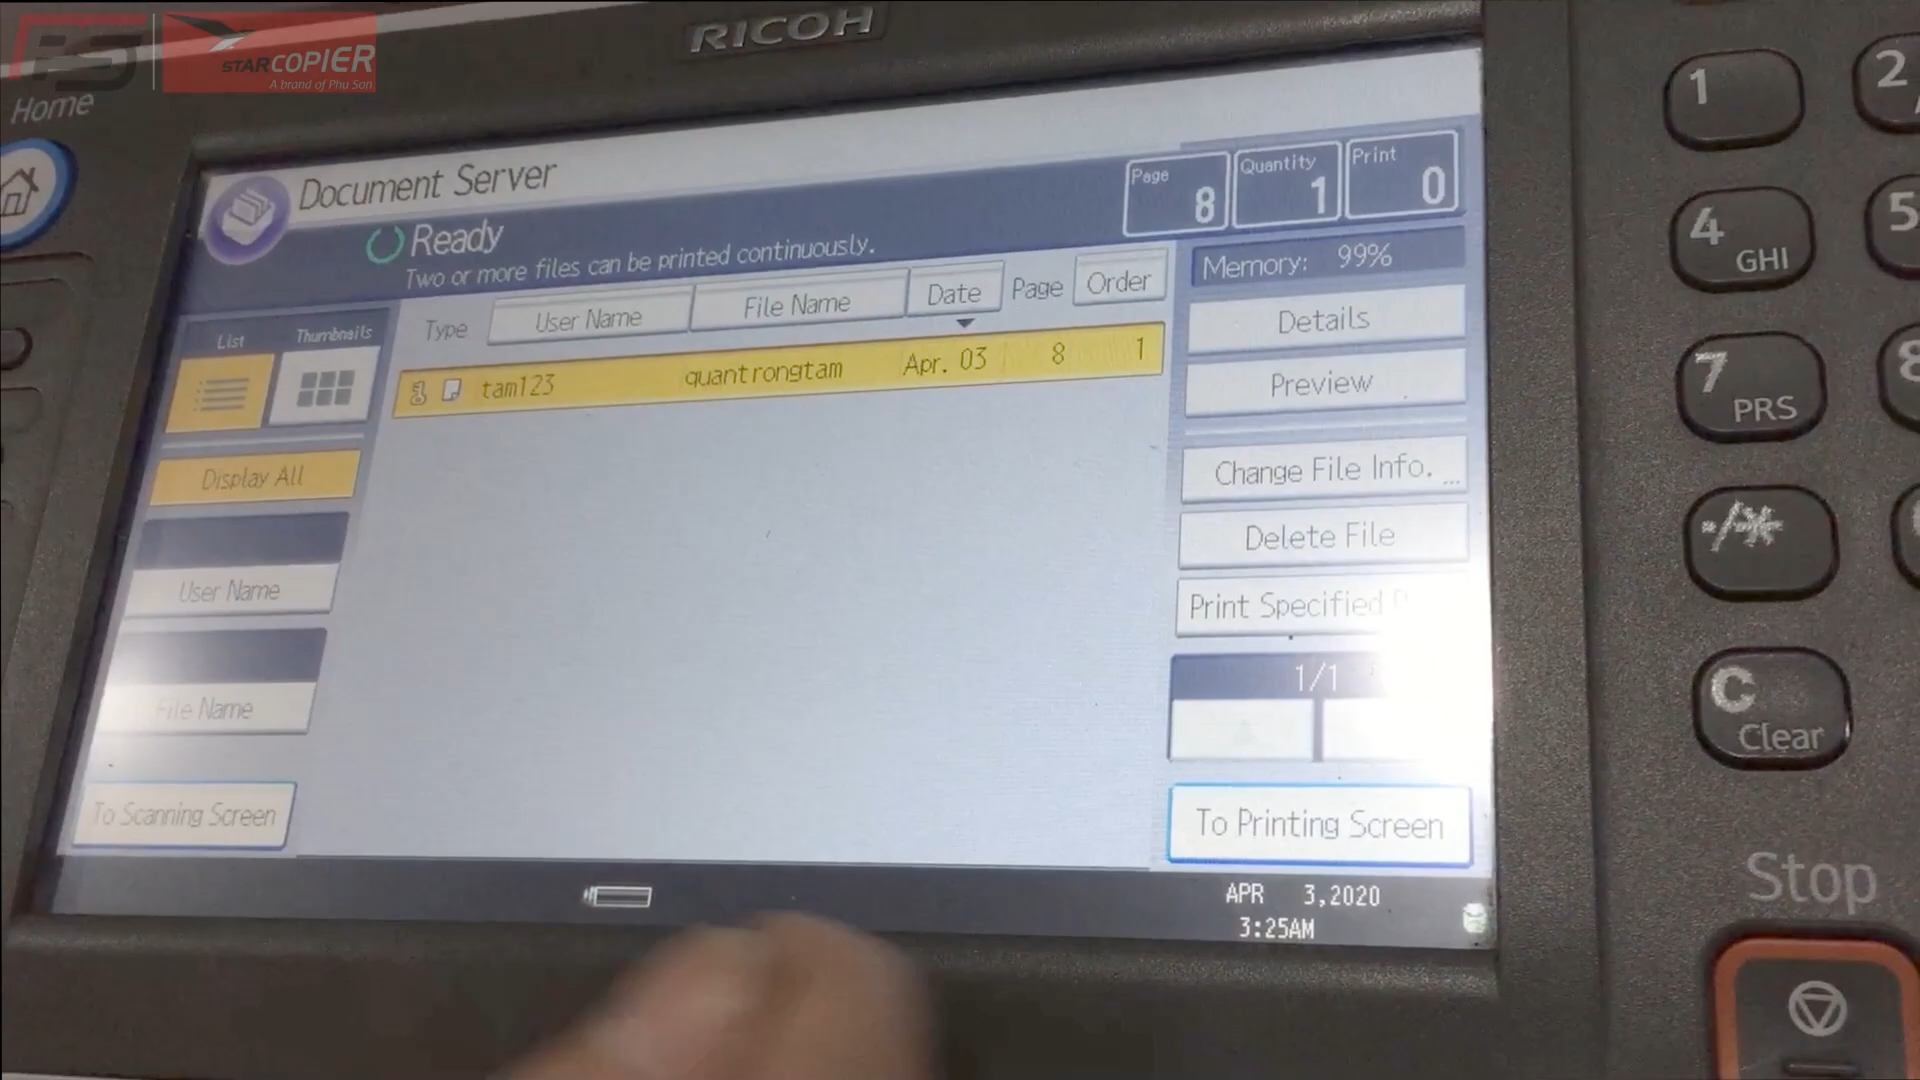 RICOH
STARCOPIER
A brand of Phu Son
Home
Document Server
Ready
Two or more files can be printed continuously.
Page
8
Quantity
1
Print
0
Memory: 99%
List
Thumbnails
Type
User Name
File Name
Date
Page
Order
tam123
quantrongtam
Apr. 03
8
1
Display All
User Name
File Name
To Scanning Screen
Details
Preview
Change File Info. ...
Delete File
Print Specified
1/1
To Printing Screen
APR 3,2020
3:25AM
1
2
4 GHI
5
7 PRS
8
·/✱
C
Clear
Stop